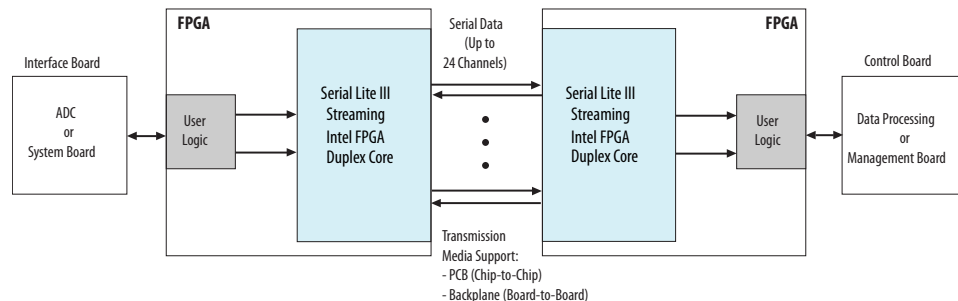 FPGA
Serial Data
(Up to
24 Channels)
FPGA
Interface Board
Control Board
ADC
or
System Board
User
Logic
Serial Lite III
Streaming
Intel FPGA
Duplex Core
Serial Lite III
Streaming
Intel FPGA
Duplex Core
User
Logic
Data Processing
or
Management Board
Transmission
Media Support:
- PCB (Chip-to-Chip)
- Backplane (Board-to-Board)